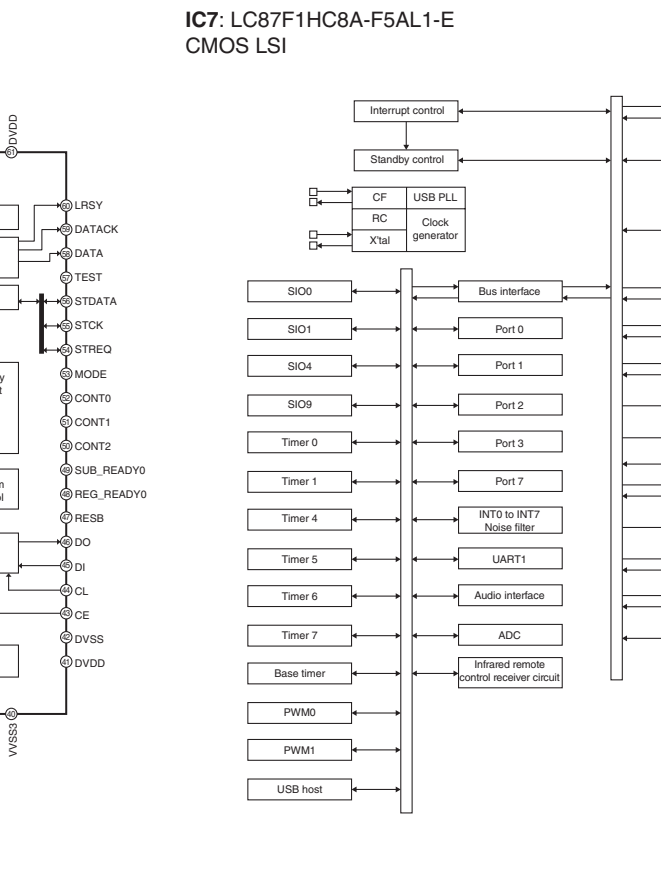 IC7: LC87F1HC8A-F5AL1-E
CMOS LSI
DVDD
61
60 LRSY
59 DATACK
58 DATA
57 TEST
56 STDATA
55 STCK
54 STREQ
53 MODE
52 CONT0
51 CONT1
50 CONT2
49 SUB_READY0
48 REG_READY0
47 RESB
46 DO
45 DI
44 CL
43 CE
42 DVSS
41 DVDD
40
VVSS3
y
t
m
ol
Interrupt control
Standby control
CF
USB PLL
RC
Clock
generator
X'tal
SIO0
Bus interface
SIO1
Port 0
SIO4
Port 1
SIO9
Port 2
Timer 0
Port 3
Timer 1
Port 7
Timer 4
INT0 to INT7
Noise filter
Timer 5
UART1
Timer 6
Audio interface
Timer 7
ADC
Base timer
Infrared remote
control receiver circuit
PWM0
PWM1
USB host